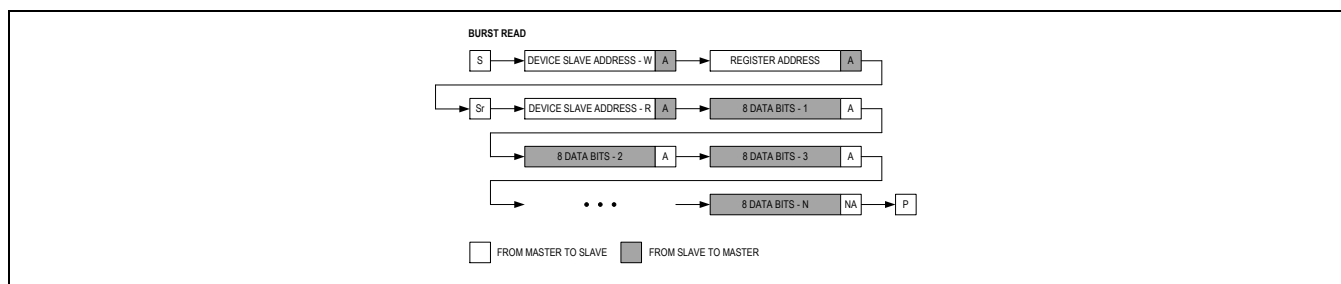 BURST READ
S DEVICE SLAVE ADDRESS - W A REGISTER ADDRESS A
Sr DEVICE SLAVE ADDRESS - R A 8 DATA BITS - 1 A
8 DATA BITS - 2 A 8 DATA BITS - 3 A
• • • 8 DATA BITS - N NA P
FROM MASTER TO SLAVE FROM SLAVE TO MASTER